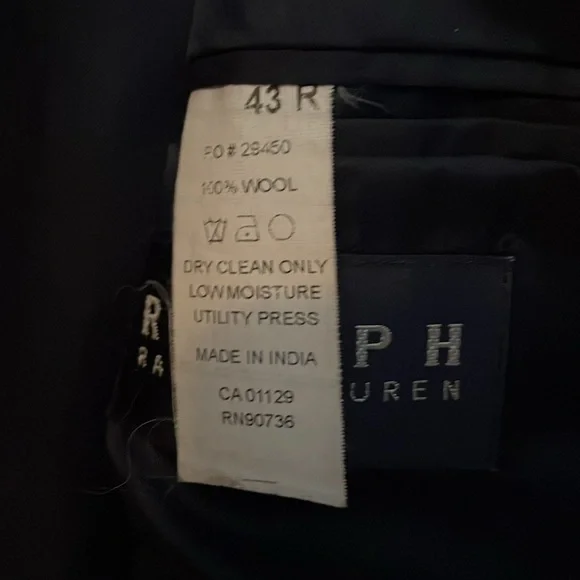 43 R
PO # 28450
100% WOOL
DRY CLEAN ONLY
LOW MOISTURE
UTILITY PRESS
MADE IN INDIA
CA 01129
RN90736
R
P H
RA
UREN